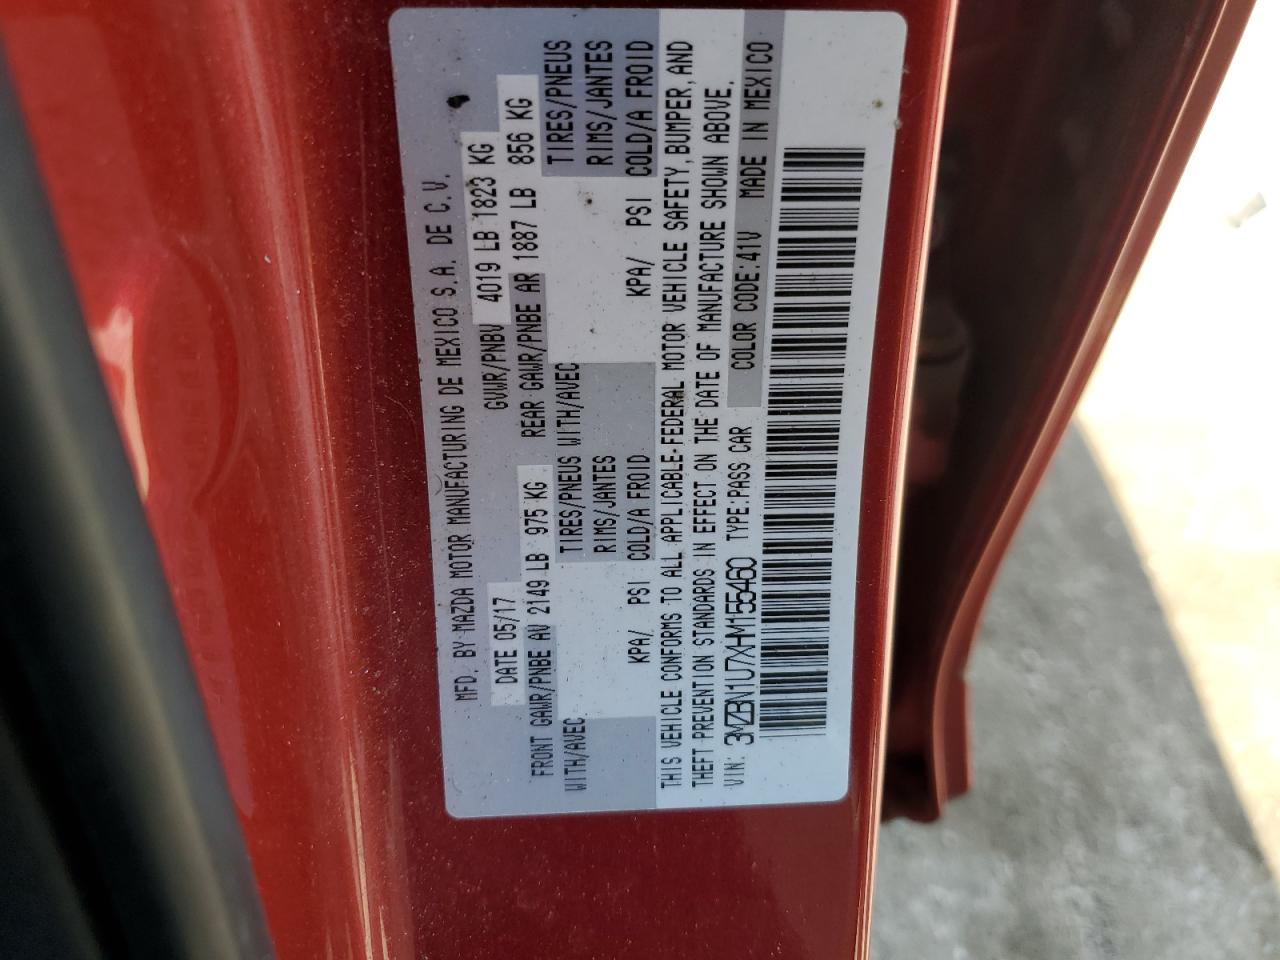 MFD. BY MAZDA MOTOR MANUFACTURING DE MEXICO S.A. DE C.V.
DATE 05/17 GVWR/PNBV 4019 LB 1823 KG
FRONT GAWR/PNBE AV 2149 LB 975 KG REAR GAWR/PNBE AR 1887 LB 856 KG
WITH/AVEC TIRES/PNEUS WITH/AVEC TIRES/PNEUS
RIMS/JANTES RIMS/JANTES
KPA/ PSI COLD/A FROID KPA/ PSI COLD/A FROID
THIS VEHICLE CONFORMS TO ALL APPLICABLE FEDERAL MOTOR VEHICLE SAFETY, BUMPER, AND
THEFT PREVENTION STANDARDS IN EFFECT ON THE DATE OF MANUFACTURE SHOWN ABOVE.
VIN: 3MZBN1U7XHM155460 TYPE:PASS CAR COLOR CODE:41V MADE IN MEXICO